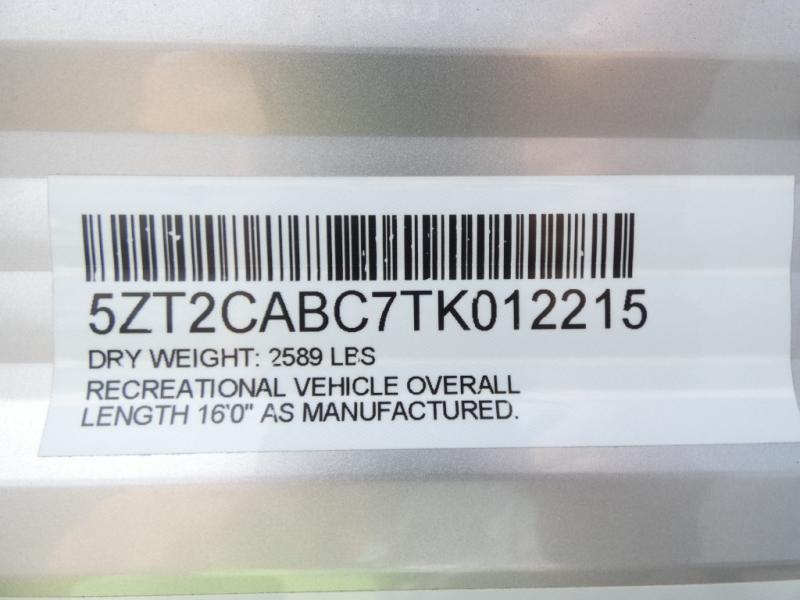 5ZT2CABC7TK012215
DRY WEIGHT: 2589 LBS
RECREATIONAL VEHICLE OVERALL
LENGTH 16'0" AS MANUFACTURED.